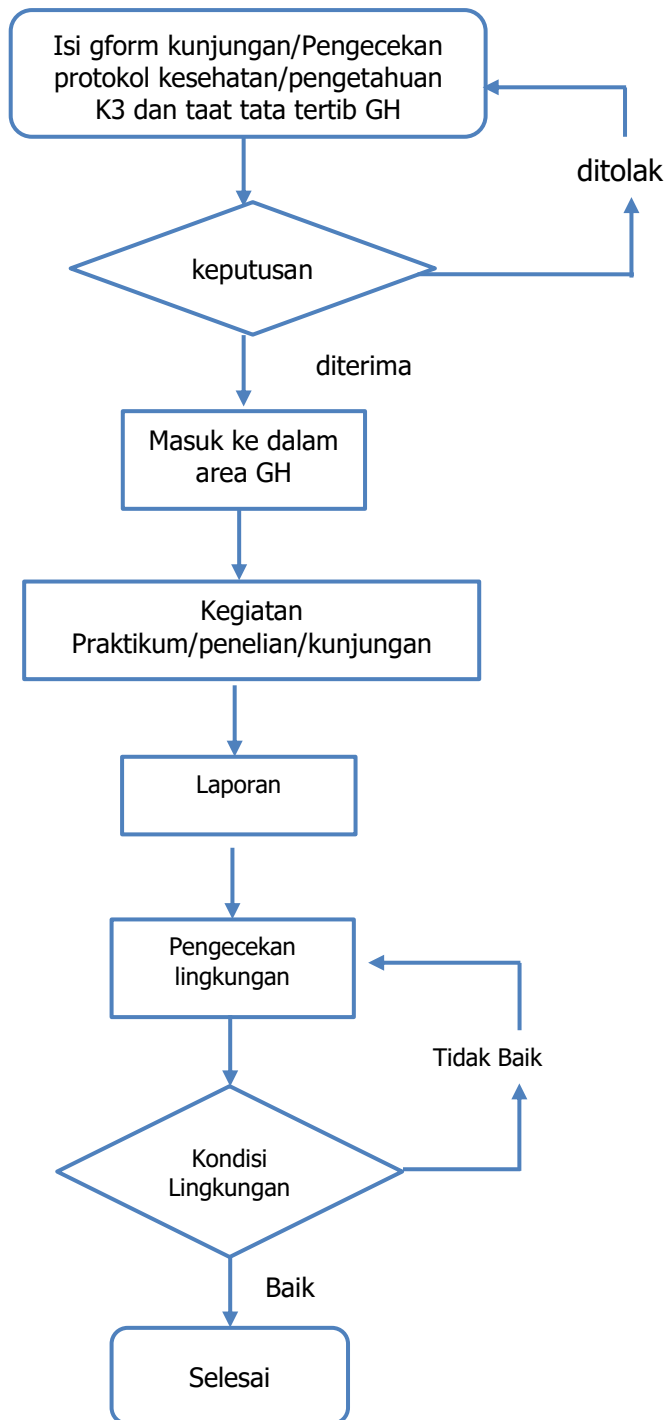 Isi gform kunjungan/Pengecekan
protokol kesehatan/pengetahuan
K3 dan taat tata tertib GH
ditolak
keputusan
diterima
Masuk ke dalam
area GH
Kegiatan
Praktikum/penelian/kunjungan
Laporan
Pengecekan
lingkungan
Tidak Baik
Kondisi
Lingkungan
Baik
Selesai